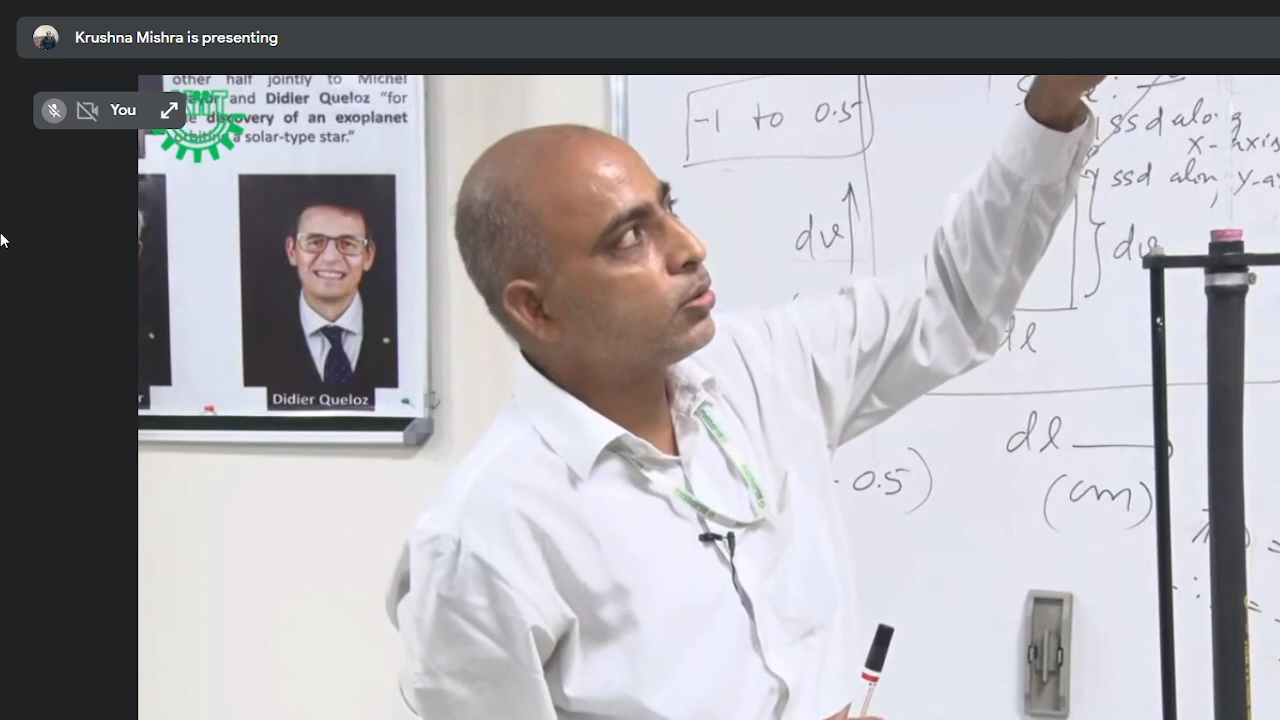 Krushna Mishra is presenting
You
other half jointly to Michel
and Didier Queloz "for
discovery of an exoplanet
a solar-type star."
Didier Queloz
-1 to 0.5
ssd along
x-axis
ssd along y-a
dv
dv
dl
dl
0.5)
(cm)
=